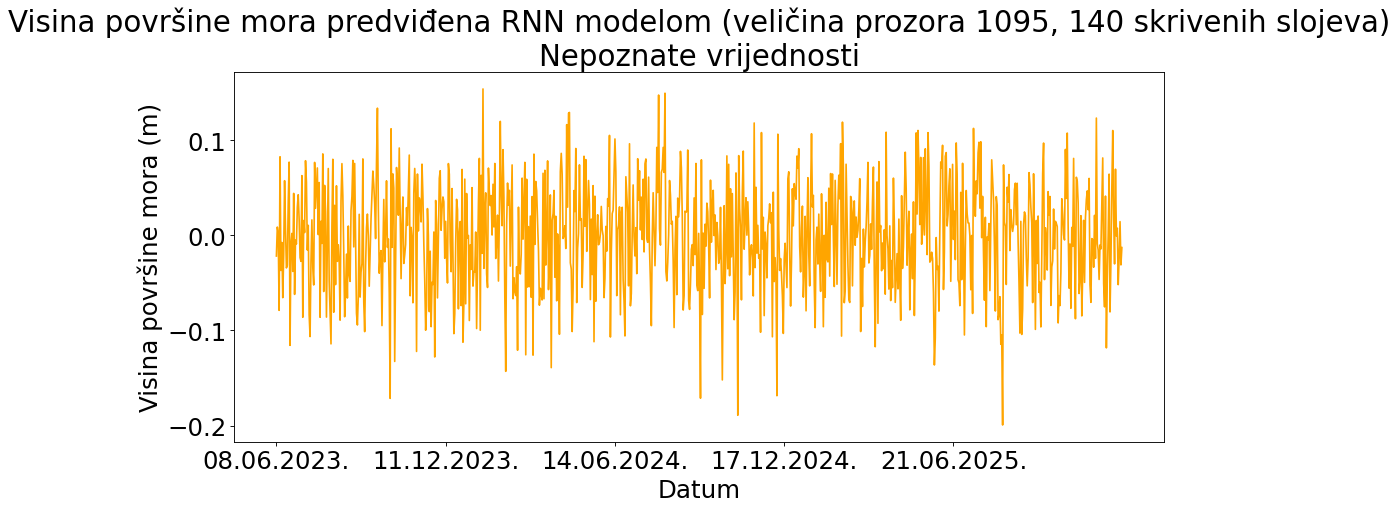 Visina površine mora predviđena RNN modelom (veličina prozora 1095, 140 skrivenih slojeva)
Nepoznate vrijednosti
Visina površine mora (m)
0.1
0.0
−0.1
−0.2
08.06.2023. 11.12.2023. 14.06.2024. 17.12.2024. 21.06.2025.
Datum